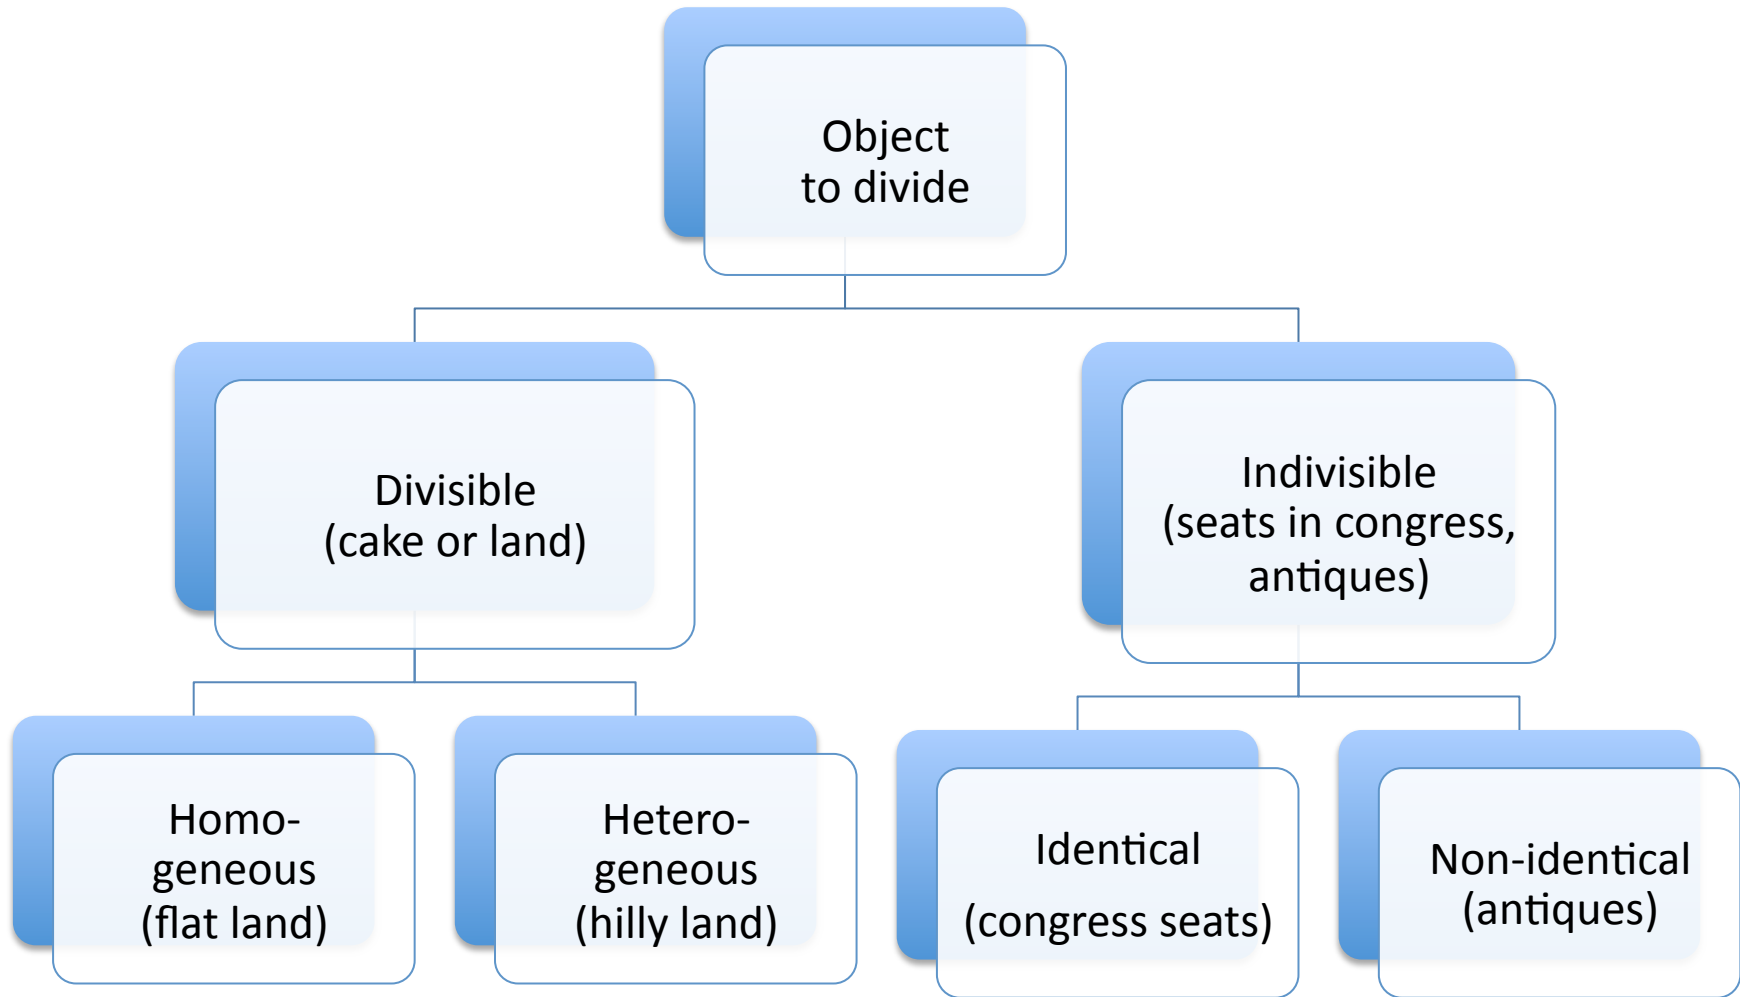 Object
to divide
Divisible
(cake or land)
Indivisible
(seats in congress,
antiques)
Homo-
geneous
(flat land)
Hetero-
geneous
(hilly land)
Identical
(congress seats)
Non-identical
(antiques)